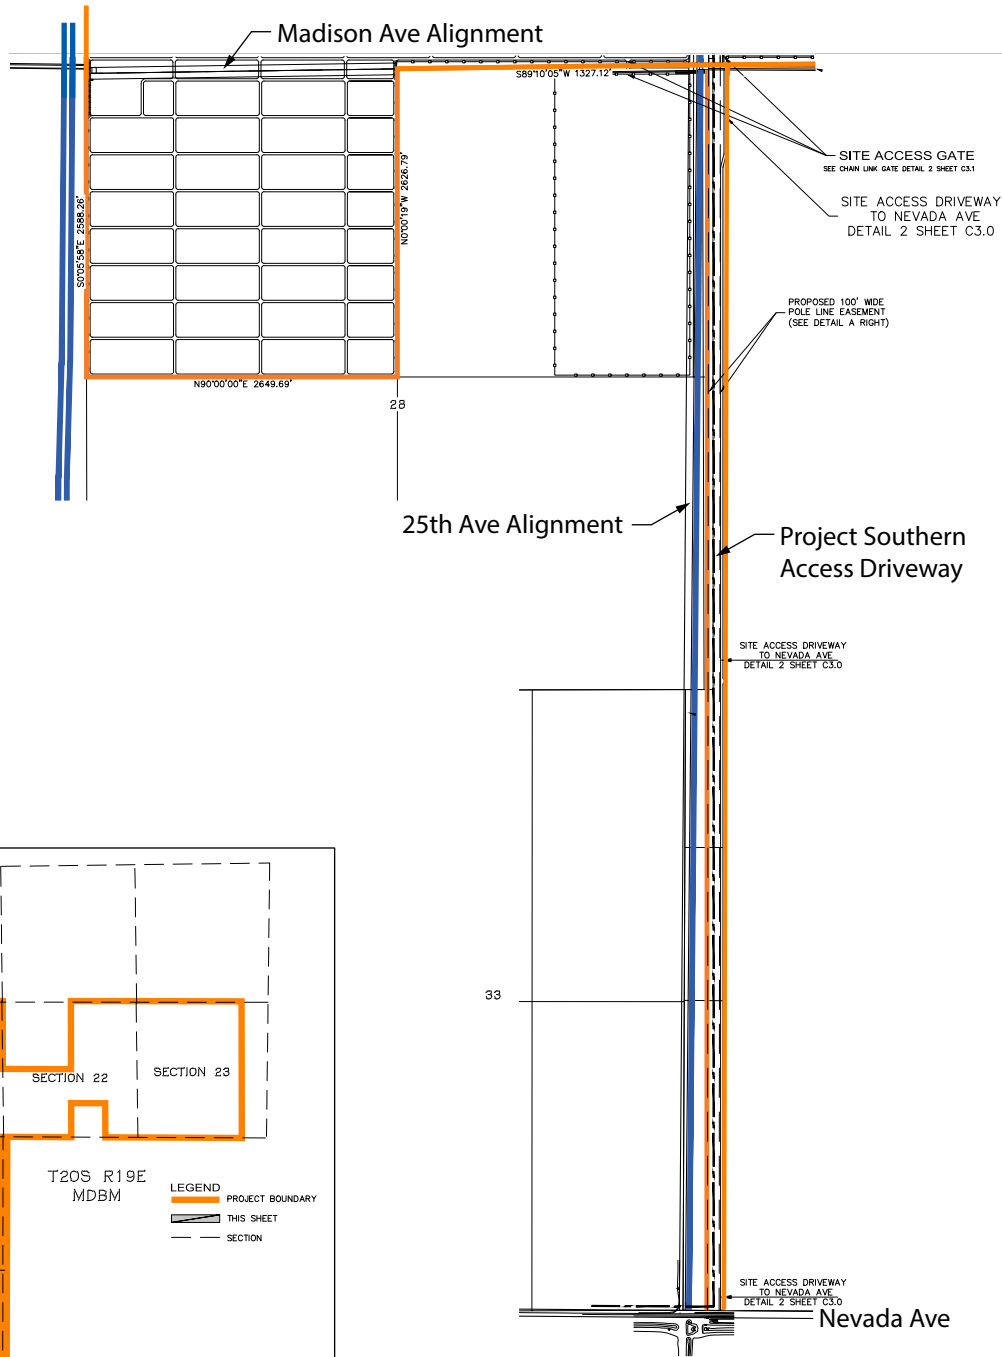 Madison Ave Alignment
S89°10'05"W 1327.12'
SITE ACCESS GATE
SEE CHAIN LINK GATE DETAIL 2 SHEET C3.1
SITE ACCESS DRIVEWAY
TO NEVADA AVE
DETAIL 2 SHEET C3.0
S0°05'58"E 2588.26'
N0°00'19"W 2626.79'
PROPOSED 100' WIDE
POLE LINE EASEMENT
(SEE DETAIL A RIGHT)
N90°00'00"E 2649.69'
28
25th Ave Alignment
Project Southern
Access Driveway
SITE ACCESS DRIVEWAY
TO NEVADA AVE
DETAIL 2 SHEET C3.0
33
SECTION 22
SECTION 23
T20S R19E
MDBM
LEGEND
PROJECT BOUNDARY
THIS SHEET
SECTION
SITE ACCESS DRIVEWAY
TO NEVADA AVE
DETAIL 2 SHEET C3.0
Nevada Ave